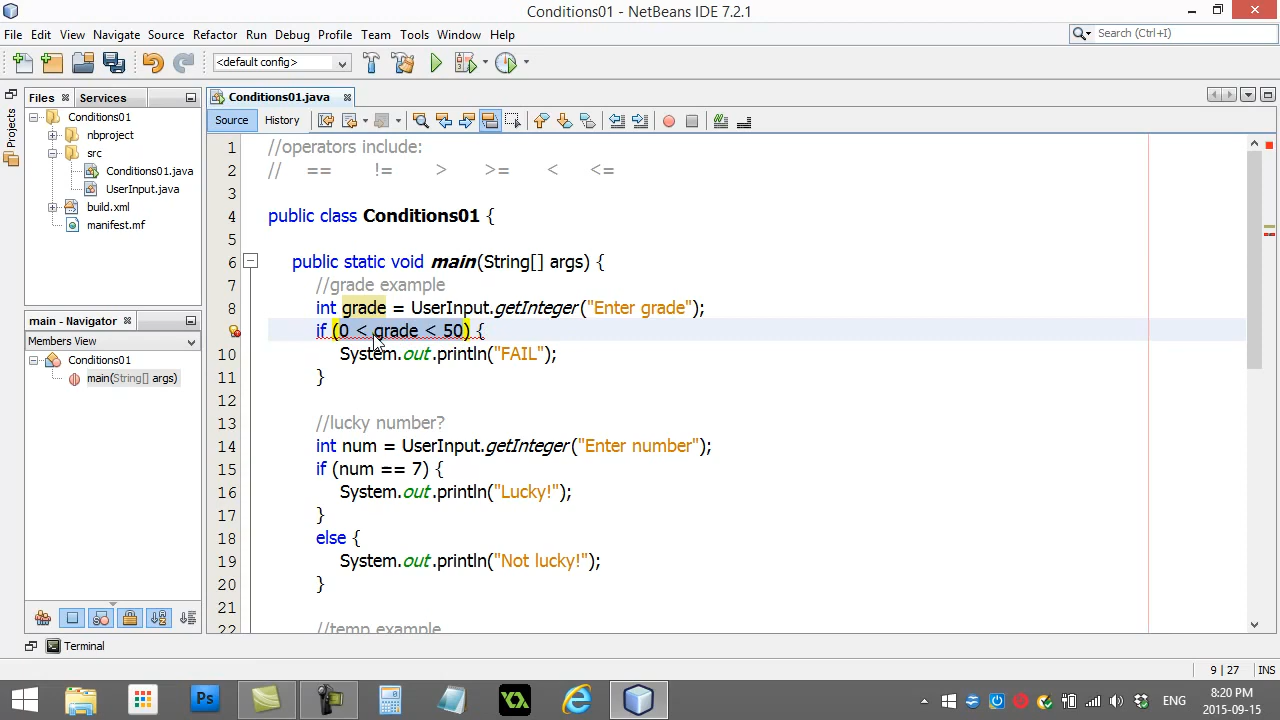 Conditions01 - NetBeans IDE 7.2.1
File Edit View Navigate Source Refactor Run Debug Profile Team Tools Window Help
Search (Ctrl+I)
<default config>
Projects
Files Services
Conditions01
nbproject
src
Conditions01.java
UserInput.java
build.xml
manifest.mf
main - Navigator
Members View
Conditions01
main(String[] args)
Conditions01.java
Source History
1 //operators include:
2 // == != > >= < <=
3
4 public class Conditions01 {
5
6 public static void main(String[] args) {
7 //grade example
8 int grade = UserInput.getInteger("Enter grade");
if (0 < grade < 50) {
10 System.out.println("FAIL");
11 }
12
13 //lucky number?
14 int num = UserInput.getInteger("Enter number");
15 if (num == 7) {
16 System.out.println("Lucky!");
17 }
18 else {
19 System.out.println("Not lucky!");
20 }
21
22 //temp example
Terminal
9 | 27 INS
Ps
ENG
8:20 PM
2015-09-15